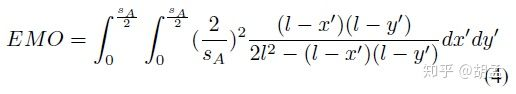 EMO = \int_0^{\frac{s_A}{2}} \int_0^{\frac{s_A}{2}} (\frac{2}{s_A})^2 \frac{(l - x')(l - y')}{2l^2 - (l - x')(l - y')} dx'dy'
(4)
知乎 @胡孟